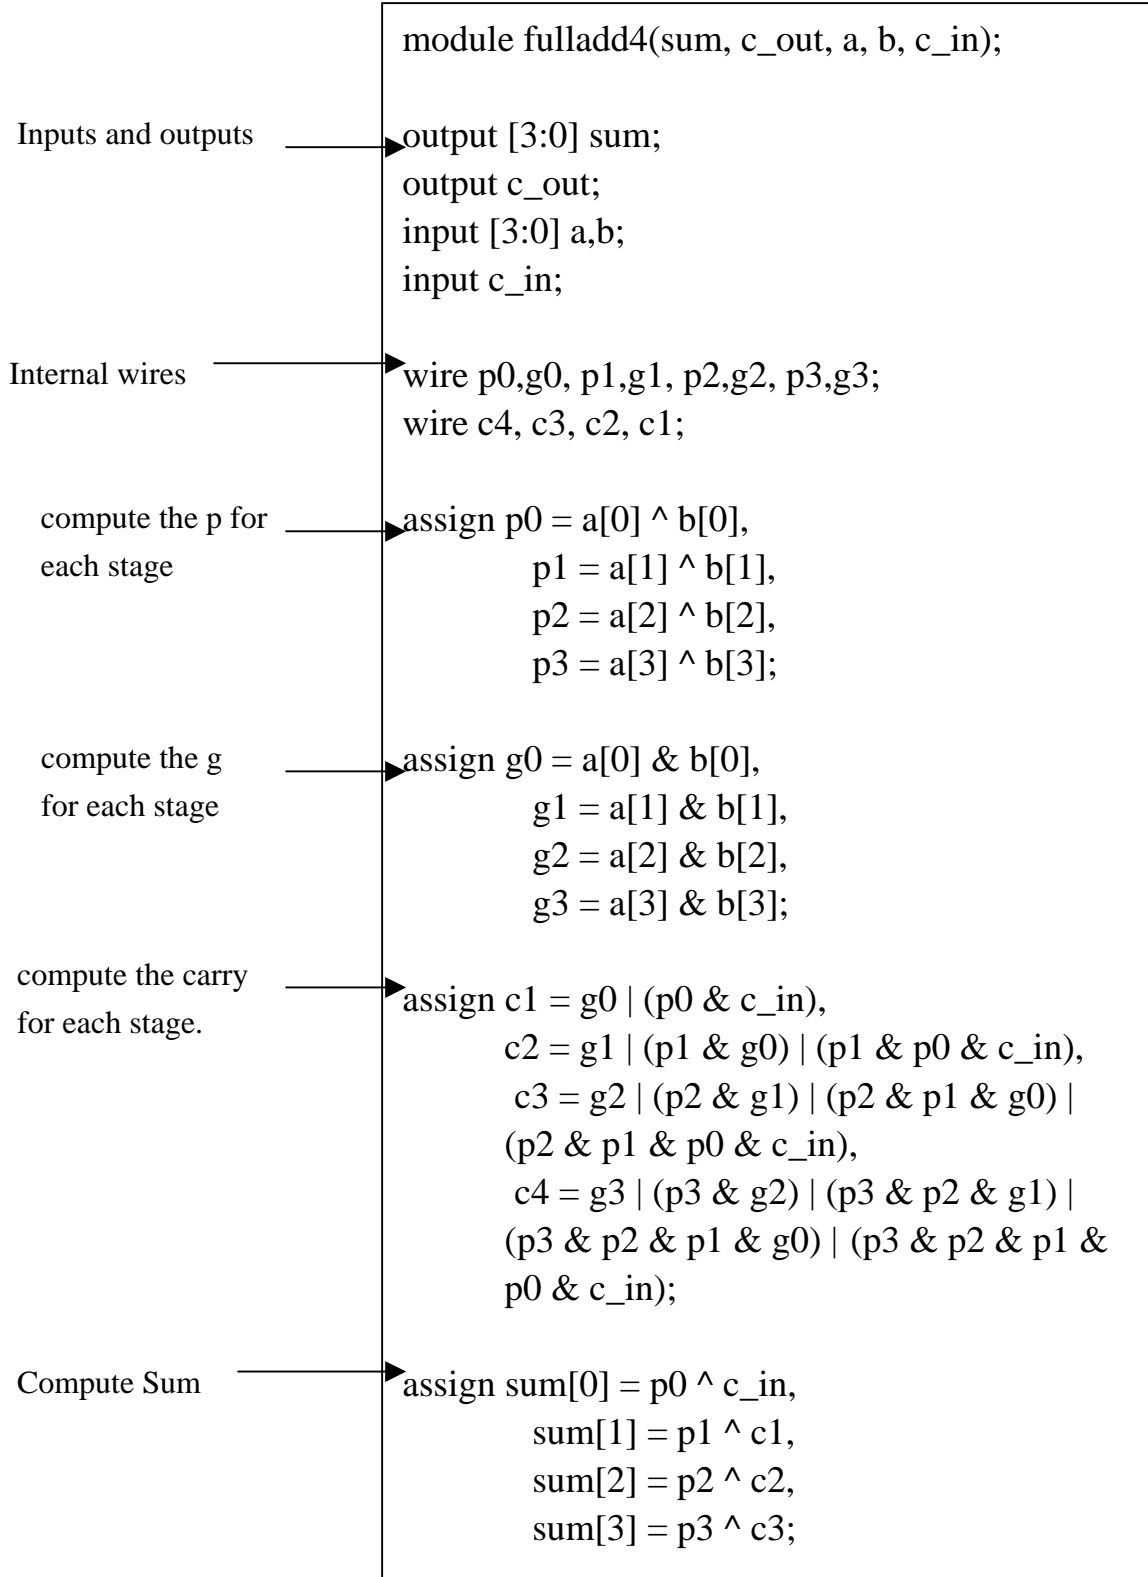 module fulladd4(sum, c_out, a, b, c_in);
Inputs and outputs
output [3:0] sum;
output c_out;
input [3:0] a,b;
input c_in;
Internal wires
wire p0,g0, p1,g1, p2,g2, p3,g3;
wire c4, c3, c2, c1;
compute the p for
each stage
assign p0 = a[0] ^ b[0],
p1 = a[1] ^ b[1],
p2 = a[2] ^ b[2],
p3 = a[3] ^ b[3];
compute the g
for each stage
assign g0 = a[0] & b[0],
g1 = a[1] & b[1],
g2 = a[2] & b[2],
g3 = a[3] & b[3];
compute the carry
for each stage.
assign c1 = g0 | (p0 & c_in),
c2 = g1 | (p1 & g0) | (p1 & p0 & c_in),
c3 = g2 | (p2 & g1) | (p2 & p1 & g0) |
(p2 & p1 & p0 & c_in),
c4 = g3 | (p3 & g2) | (p3 & p2 & g1) |
(p3 & p2 & p1 & g0) | (p3 & p2 & p1 &
p0 & c_in);
Compute Sum
assign sum[0] = p0 ^ c_in,
sum[1] = p1 ^ c1,
sum[2] = p2 ^ c2,
sum[3] = p3 ^ c3;